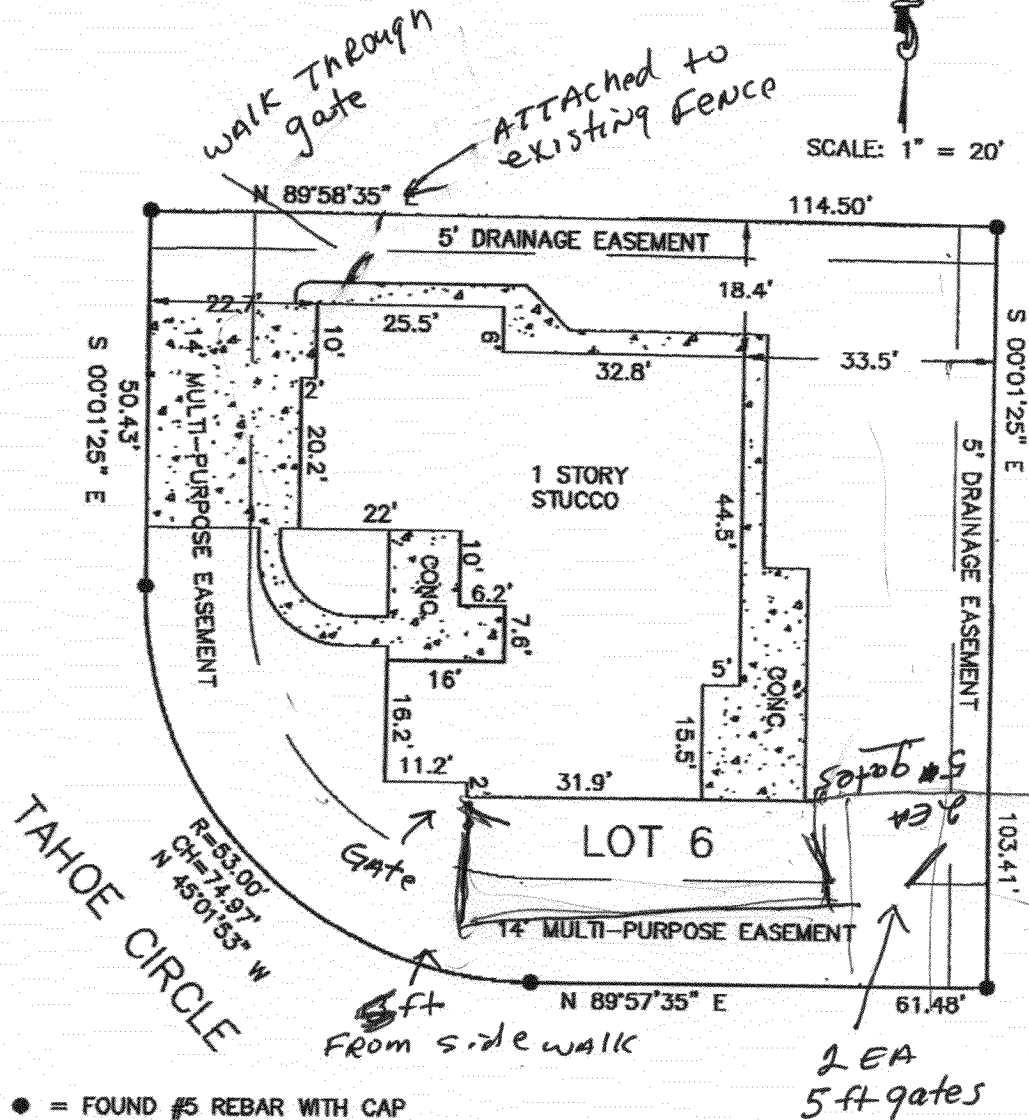 WALK THROUGH
gate
ATTAched to
existing Fence
SCALE: 1" = 20'
N 89°58'35" E
114.50'
5' DRAINAGE EASEMENT
18.4'
22.7'
25.5'
10'
6'
32.8'
33.5'
2'
20.2'
14' MULTI-PURPOSE EASEMENT
50.43'
S 00°01'25" E
S 00°01'25" E
5' DRAINAGE EASEMENT
1 STORY
STUCCO
44.5'
22'
CONC.
10'
6.2'
7.6'
16'
16.2'
11.2'
2'
31.9'
5'
15.5'
CONC.
5 gates
2 EA
103.41'
LOT 6
Gate
14' MULTI-PURPOSE EASEMENT
TAHOE CIRCLE
R=53.00'
CH=74.97'
N 45°01'53" W
N 89°57'35" E
61.48'
ft
From side walk
2 EA
5 ft gates
● = FOUND #5 REBAR WITH CAP